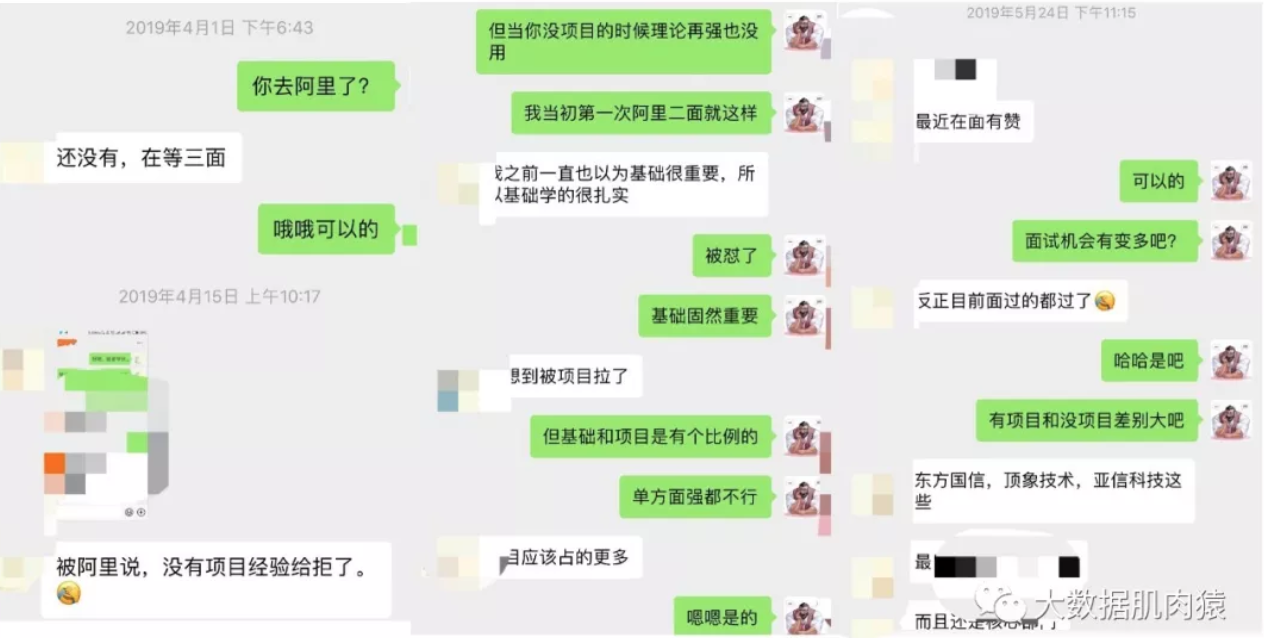 2019年4月1日 下午6:43
你去阿里了？
还没有，在等三面
哦哦可以的
2019年4月15日 上午10:17
被阿里说，没有项目经验给拒了。
但当你没项目的时候理论再强也没
用
我当初第一次阿里二面就这样
我之前一直也以为基础很重要，所
以基础学的很扎实
被怼了
基础固然重要
想到被项目拉了
但基础和项目是有个比例的
单方面强都不行
目应该占的更多
嗯嗯是的
2019年5月24日 下午11:15
最近在面有赞
可以的
面试机会有变多吧？
反正目前面过的都过了
哈哈是吧
有项目和没项目差别大吧
东方国信，顶象技术，亚信科技这
些
最
而且还是核心部门
大数据肌肉猿